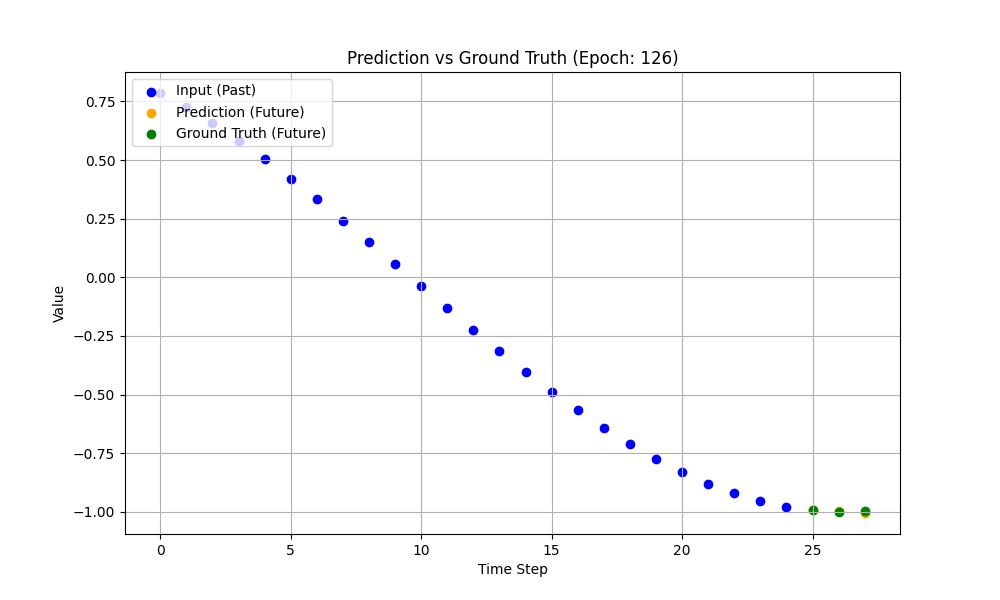 Prediction vs Ground Truth (Epoch: 126)
Input (Past)
Prediction (Future)
Ground Truth (Future)
0.75
0.50
0.25
0.00
−0.25
−0.50
−0.75
−1.00
Value
0 5 10 15 20 25
Time Step